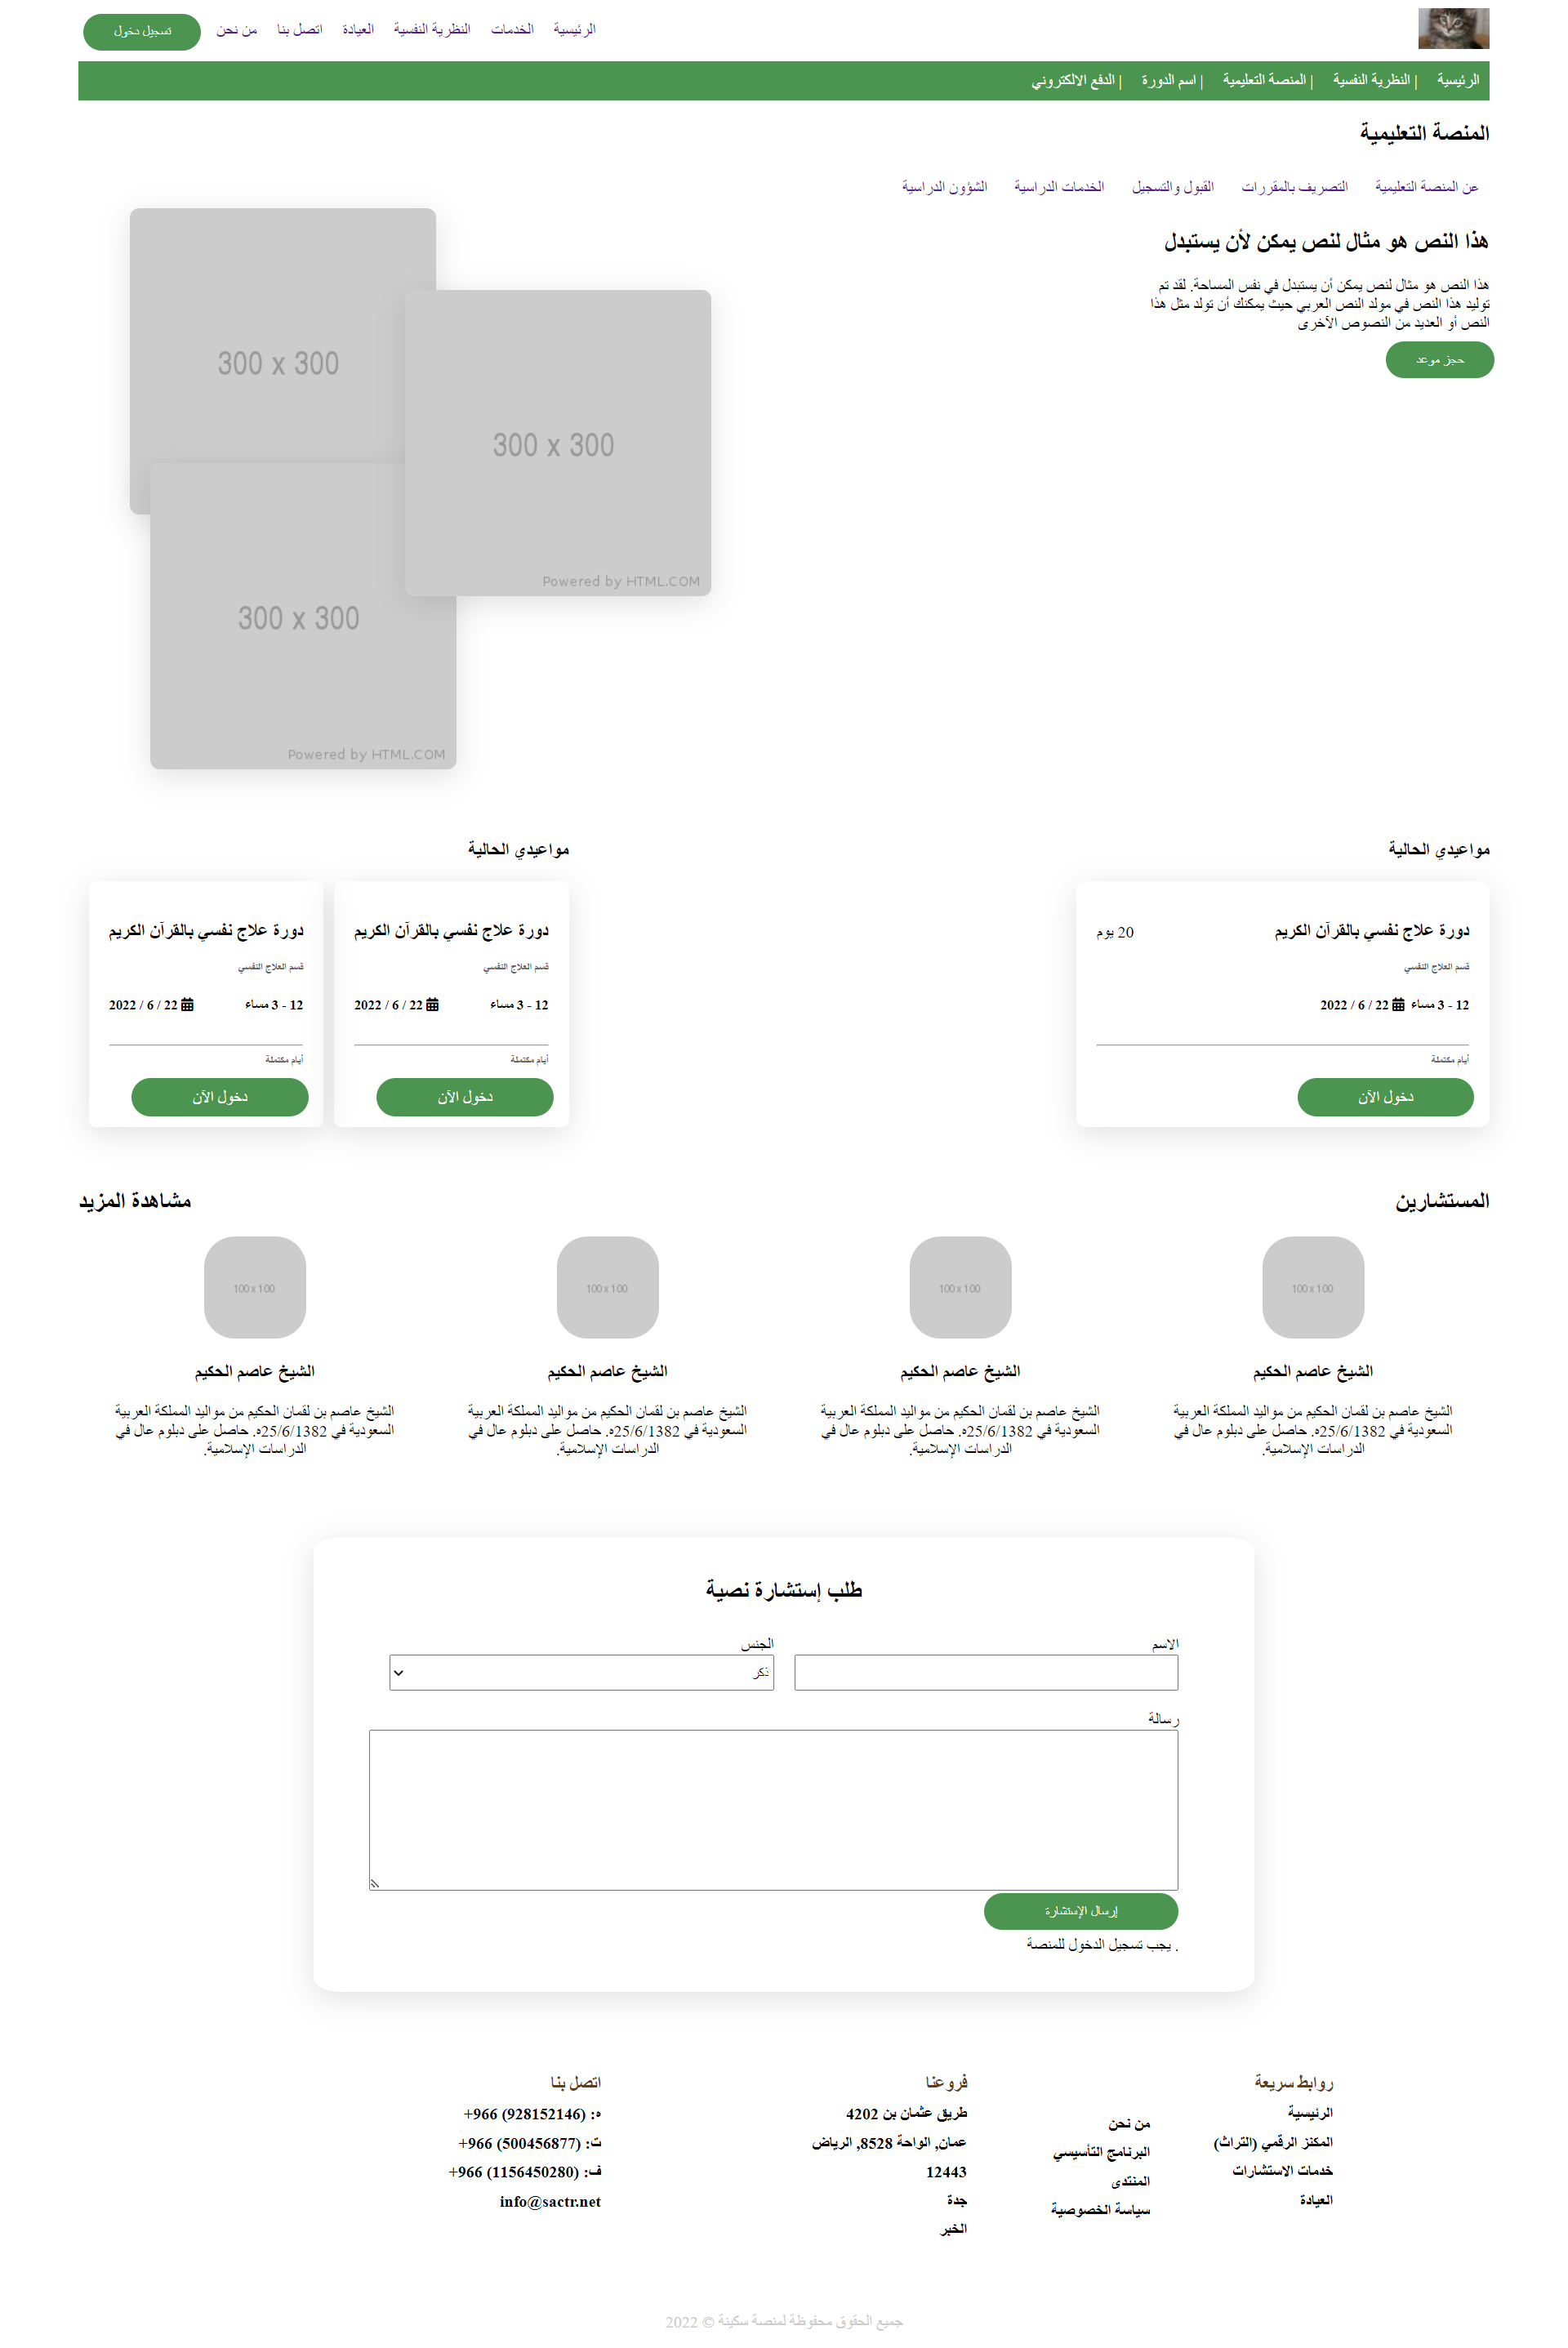 الرئيسية الخدمات النظرية النفسية العيادة اتصل بنا من نحن تسجيل دخول
الرئيسية | النظرية النفسية | المنصة التعليمية | اسم الدورة | الدفع الالكتروني
المنصة التعليمية
عن المنصة التعليمية التصريف بالمقررات القبول والتسجيل الخدمات الدراسية الشؤون الدراسية
هذا النص هو مثال لنص يمكن لأن يستبدل
هذا النص هو مثال لنص يمكن أن يستبدل في نفس المساحة. لقد تم
توليد هذا النص في مولد النص العربي حيث يمكنك أن تولد مثل هذا
النص أو العديد من النصوص الآخرى
حجز موعد
300 x 300
300 x 300
Powered by HTML.COM
300 x 300
Powered by HTML.COM
مواعيدي الحالية
دورة علاج نفسي بالقرآن الكريم 20 يوم
قسم العلاج النفسي
12 - 3 مساء 22 / 6 / 2022
أيام مكتملة
دخول الآن
مواعيدي الحالية
دورة علاج نفسي بالقرآن الكريم
قسم العلاج النفسي
12 - 3 مساء 22 / 6 / 2022
أيام مكتملة
دخول الآن
دورة علاج نفسي بالقرآن الكريم
قسم العلاج النفسي
12 - 3 مساء 22 / 6 / 2022
أيام مكتملة
دخول الآن
المستشارين مشاهدة المزيد
100 x 100
الشيخ عاصم الحكيم
الشيخ عاصم بن لقمان الحكيم من مواليد المملكة العربية
السعودية في 25/6/1382ه. حاصل على دبلوم عال في
الدراسات الإسلامية.
100 x 100
الشيخ عاصم الحكيم
الشيخ عاصم بن لقمان الحكيم من مواليد المملكة العربية
السعودية في 25/6/1382ه. حاصل على دبلوم عال في
الدراسات الإسلامية.
100 x 100
الشيخ عاصم الحكيم
الشيخ عاصم بن لقمان الحكيم من مواليد المملكة العربية
السعودية في 25/6/1382ه. حاصل على دبلوم عال في
الدراسات الإسلامية.
100 x 100
الشيخ عاصم الحكيم
الشيخ عاصم بن لقمان الحكيم من مواليد المملكة العربية
السعودية في 25/6/1382ه. حاصل على دبلوم عال في
الدراسات الإسلامية.
طلب إستشارة نصية
الاسم
الجنس
ذكر
رسالة
إرسال الإستشارة
. يجب تسجيل الدخول للمنصة
روابط سريعة
الرئيسية
المكنز الرقمي (التراث)
خدمات الاستشارات
العيادة
من نحن
البرنامج التأسيسي
المنتدى
سياسة الخصوصية
فروعنا
طريق عثمان بن 4202
عمان, الواحة 8528, الرياض
12443
جدة
الخبر
اتصل بنا
ه: (928152146) 966+
ت: (500456877) 966+
ف: (1156450280) 966+
info@sactr.net
جميع الحقوق محفوظة لمنصة سكينة © 2022